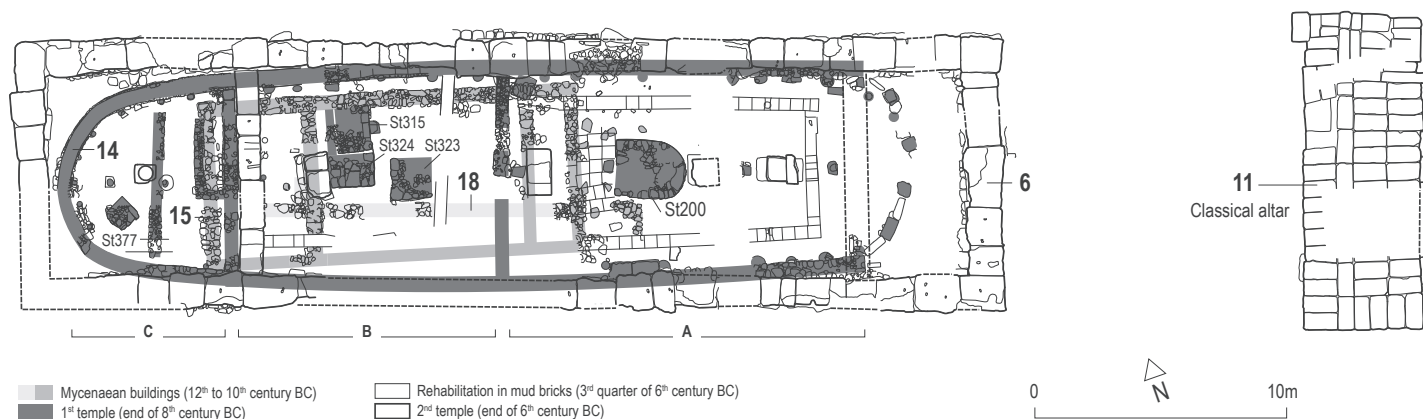 St315
14
St324
St323
18
6
11
15
St200
Classical altar
St377
C
B
A
Mycenaean buildings (12th to 10th century BC)
Rehabilitation in mud bricks (3rd quarter of 6th century BC)
0
N
10m
1st temple (end of 8th century BC)
2nd temple (end of 6th century BC)